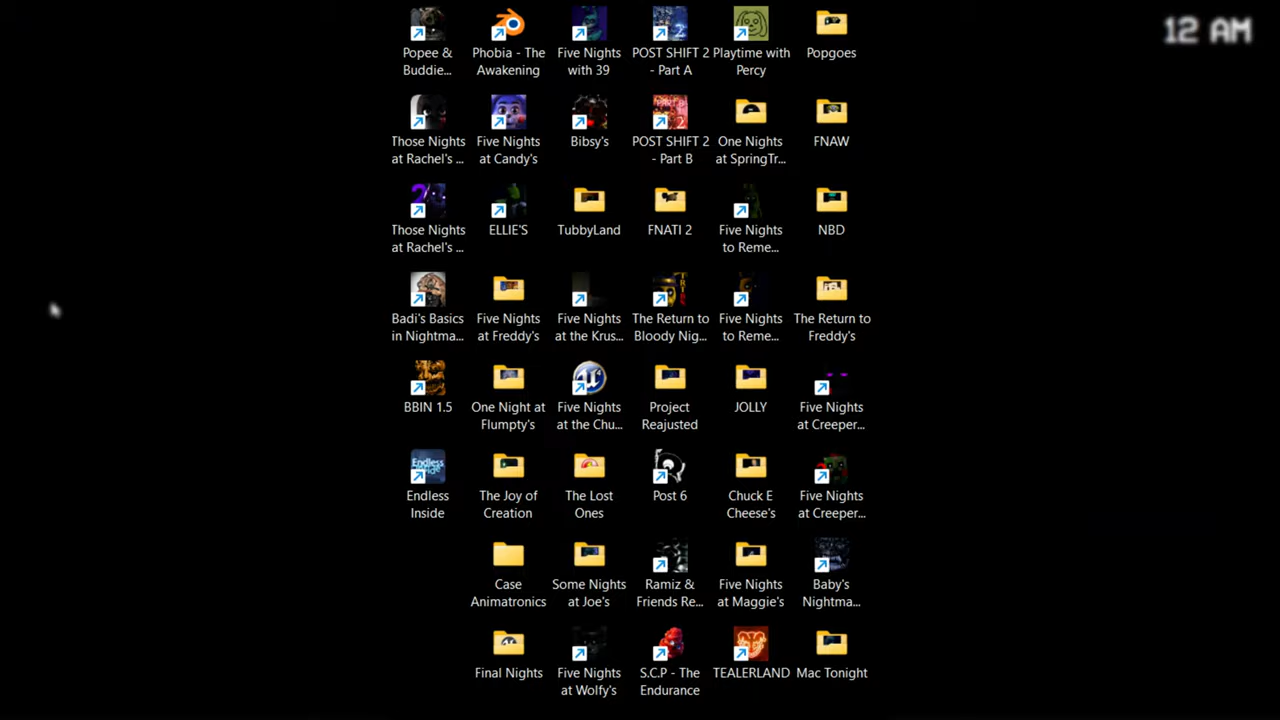 12 AM
Popee &
Buddie...
Phobia - The
Awakening
Five Nights
with 39
POST SHIFT 2
- Part A
Playtime with
Percy
Popgoes
Those Nights
at Rachel's ...
Five Nights
at Candy's
Bibsy's
POST SHIFT 2
- Part B
One Nights
at SpringTr...
FNAW
Those Nights
at Rachel's ...
ELLIE'S
TubbyLand
FNATI 2
Five Nights
to Reme...
NBD
Badi's Basics
in Nightma...
Five Nights
at Freddy's
Five Nights
at the Krus...
The Return to
Bloody Nig...
Five Nights
to Reme...
The Return to
Freddy's
BBIN 1.5
One Night at
Flumpty's
Five Nights
at the Chu...
Project
Reajusted
JOLLY
Five Nights
at Creeper...
Endless
Inside
The Joy of
Creation
The Lost
Ones
Post 6
Chuck E
Cheese's
Five Nights
at Creeper...
Case
Animatronics
Some Nights
at Joe's
Ramiz &
Friends Re...
Five Nights
at Maggie's
Baby's
Nightma...
Final Nights
Five Nights
at Wolfy's
S.C.P - The
Endurance
TEALERLAND
Mac Tonight